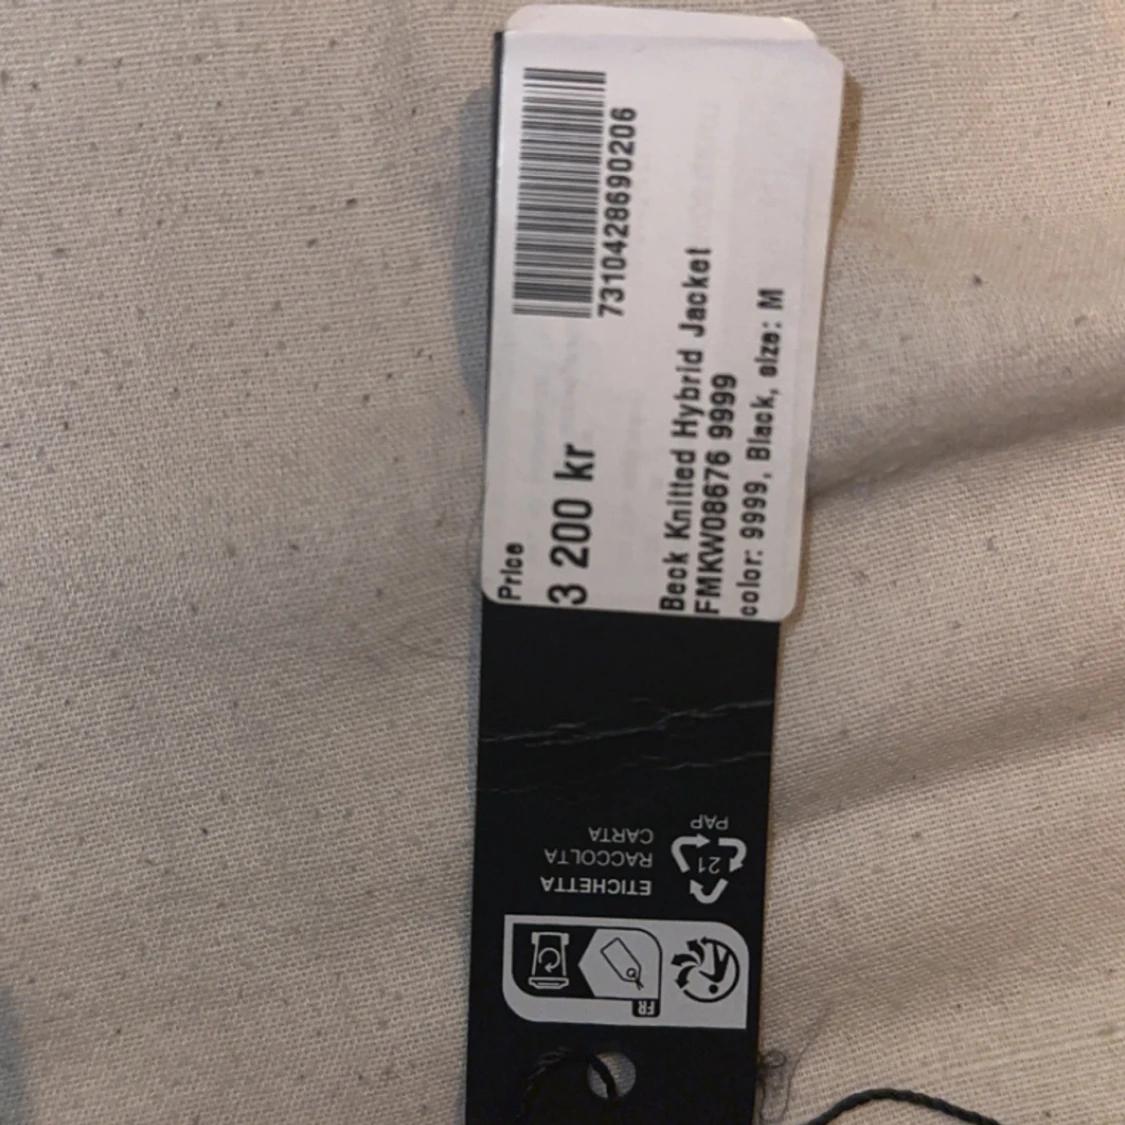 7310428690206
Price
3 200 kr
Beck Knitted Hybrid Jacket
FMKW08676 9999
color: 9999, Black, size: M
PAP
21
ETICHETTA
RACCOLTA
CARTA
FR